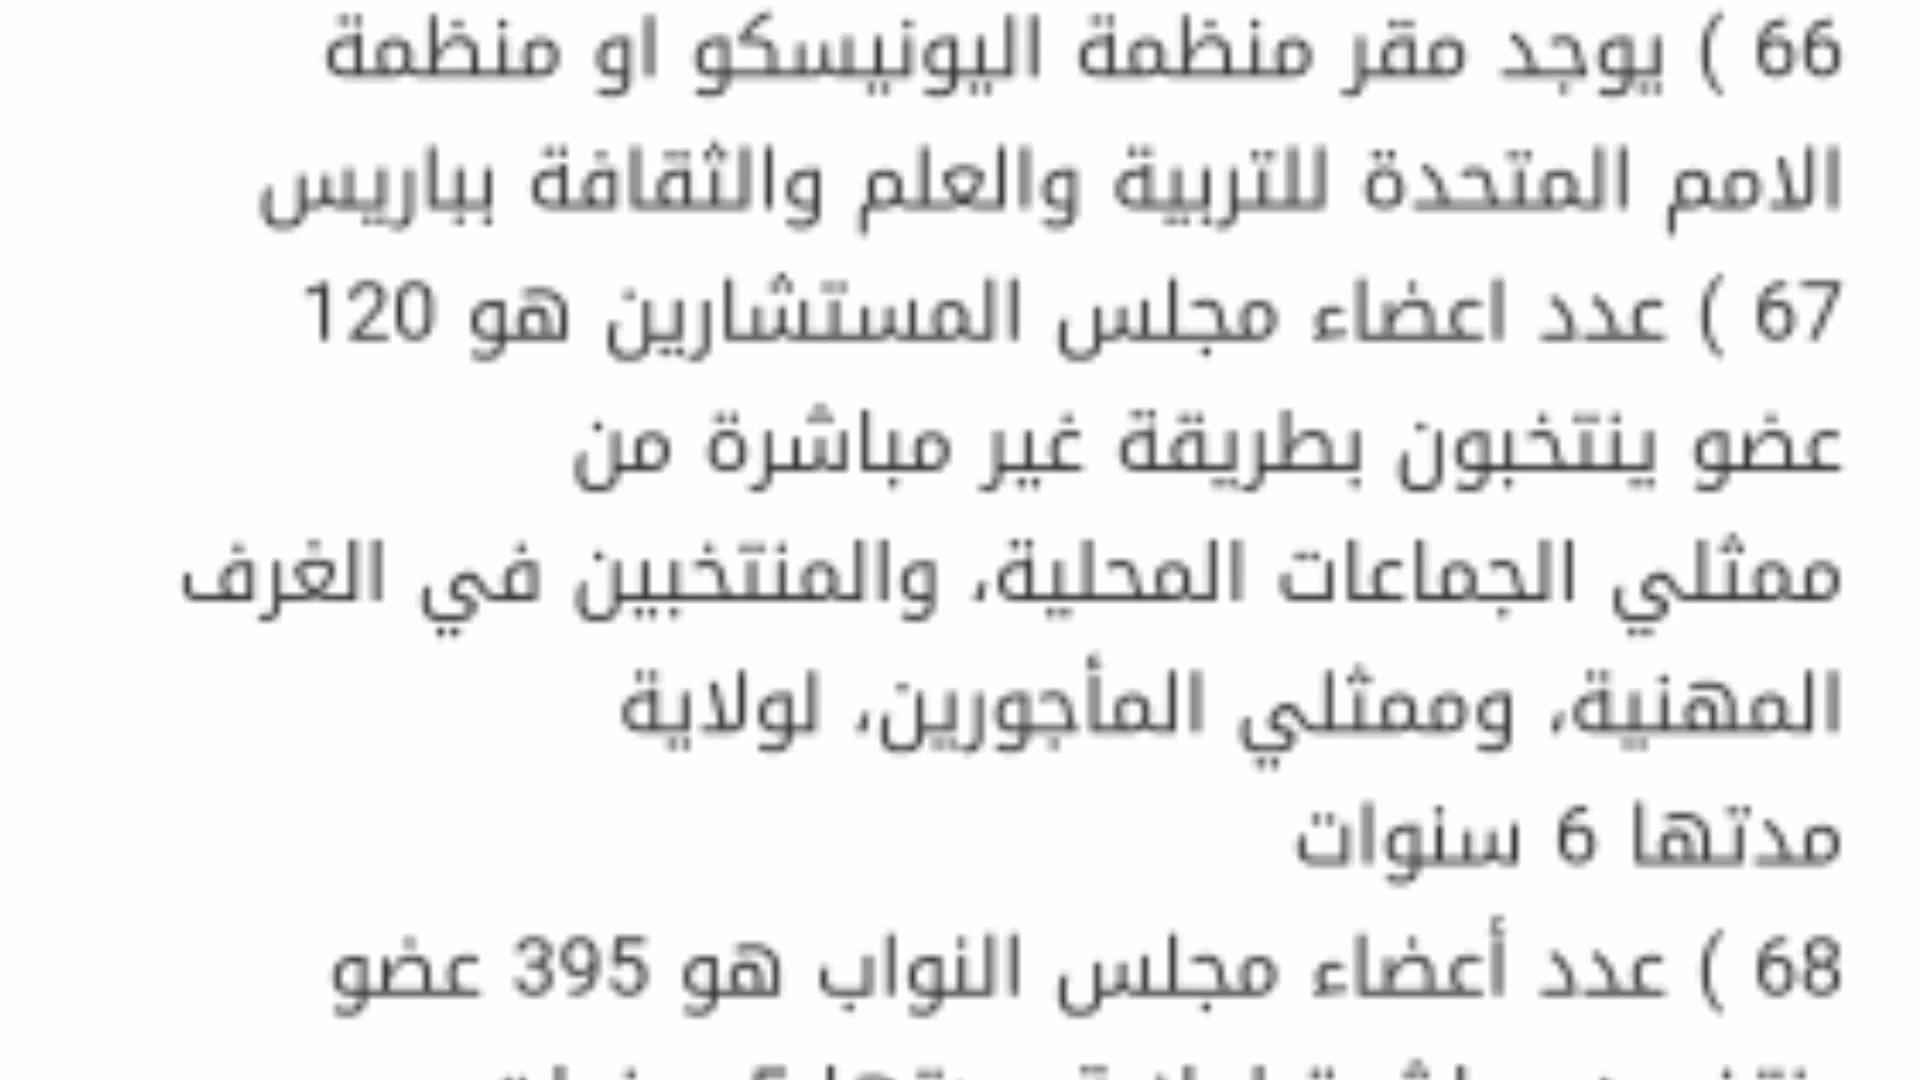 66 ) يوجد مقر منظمة اليونيسكو او منظمة
الامم المتحدة للتربية والعلم والثقافة بباريس
67 ) عدد اعضاء مجلس المستشارين هو 120
عضو ينتخبون بطريقة غير مباشرة من
ممثلي الجماعات المحلية، والمنتخبين في الغرف
المهنية، وممثلي المأجورين، لولاية
مدتها 6 سنوات
68 ) عدد أعضاء مجلس النواب هو 395 عضو